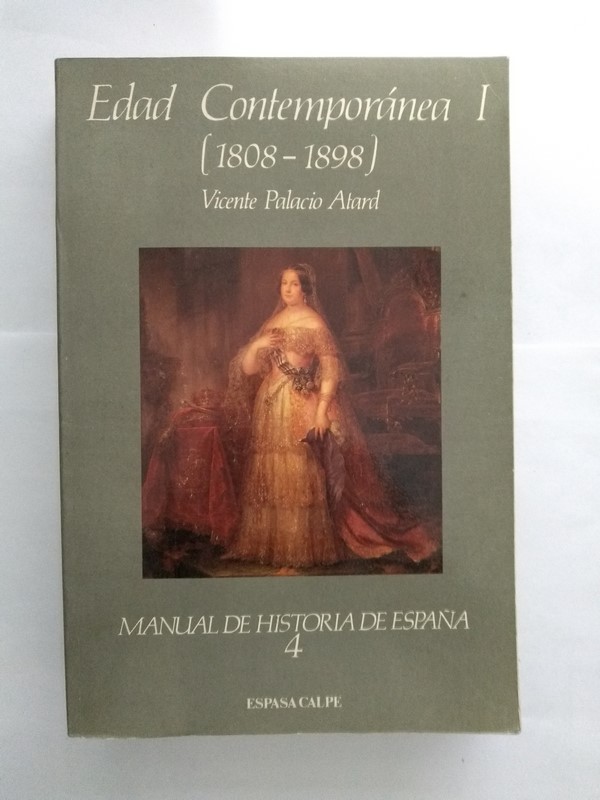 Edad Contemporánea I
(1808-1898)
Vicente Palacio Atard
MANUAL DE HISTORIA DE ESPAÑA
4
ESPASA CALPE